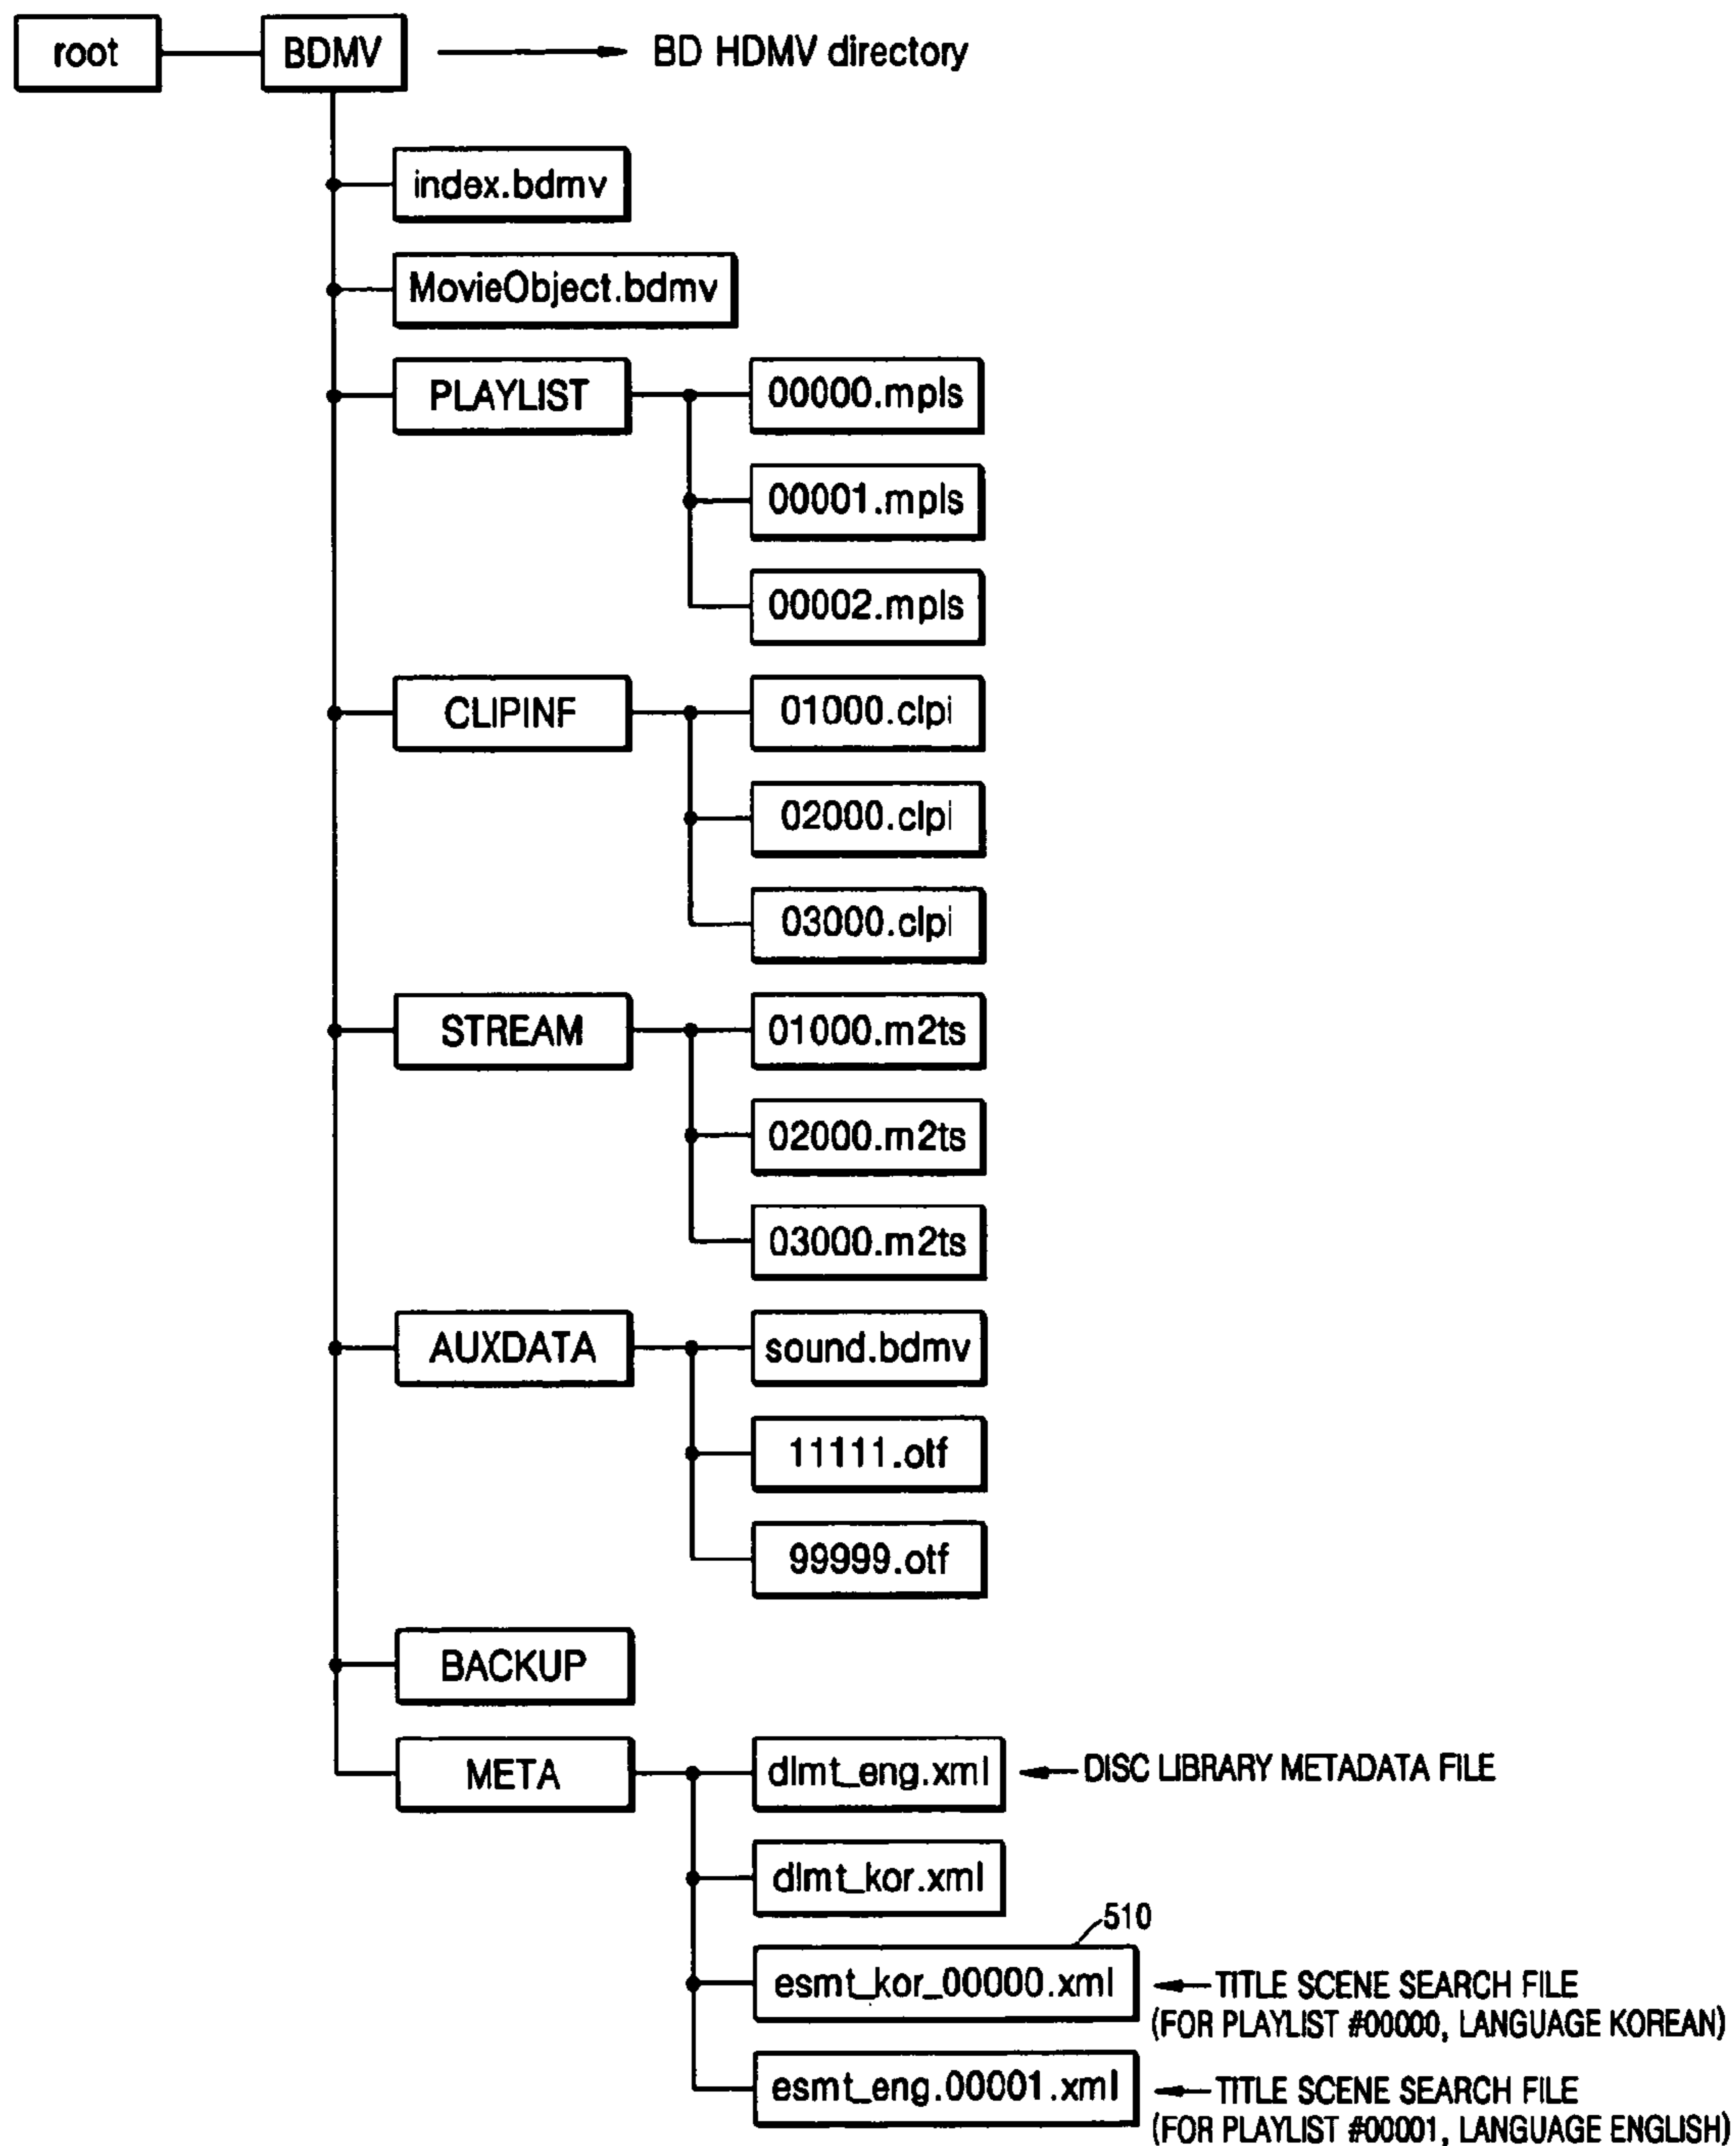 root
BDMV
BD HDMV directory
index.bdmv
MovieObject.bdmv
PLAYLIST
00000.mpls
00001.mpls
00002.mpls
CLIPINF
01000.clpi
02000.clpi
03000.clpi
STREAM
01000.m2ts
02000.m2ts
03000.m2ts
AUXDATA
sound.bdmv
11111.otf
99999.otf
BACKUP
META
dlmt_eng.xml
DISC LIBRARY METADATA FILE
dlmt_kor.xml
510
esmt_kor_00000.xml
TITLE SCENE SEARCH FILE
(FOR PLAYLIST #00000, LANGUAGE KOREAN)
esmt_eng.00001.xml
TITLE SCENE SEARCH FILE
(FOR PLAYLIST #00001, LANGUAGE ENGLISH)